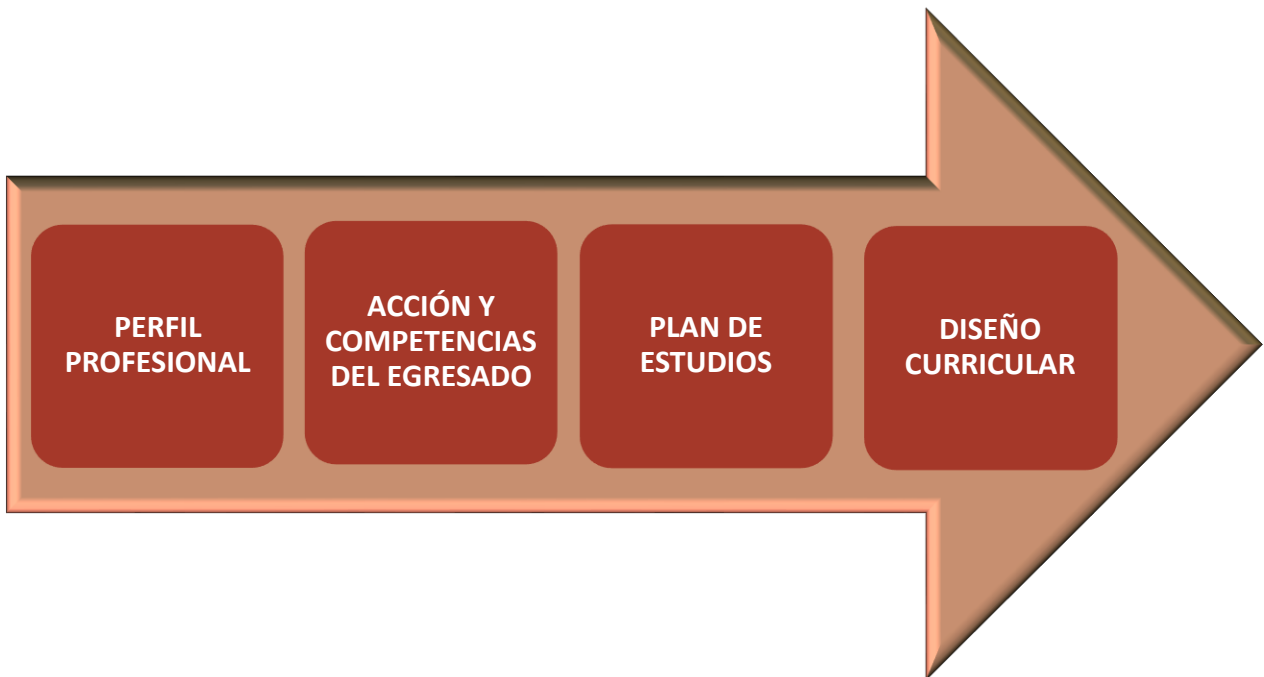 PERFIL
PROFESIONAL
ACCIÓN Y
COMPETENCIAS
DEL EGRESADO
PLAN DE
ESTUDIOS
DISEÑO
CURRICULAR